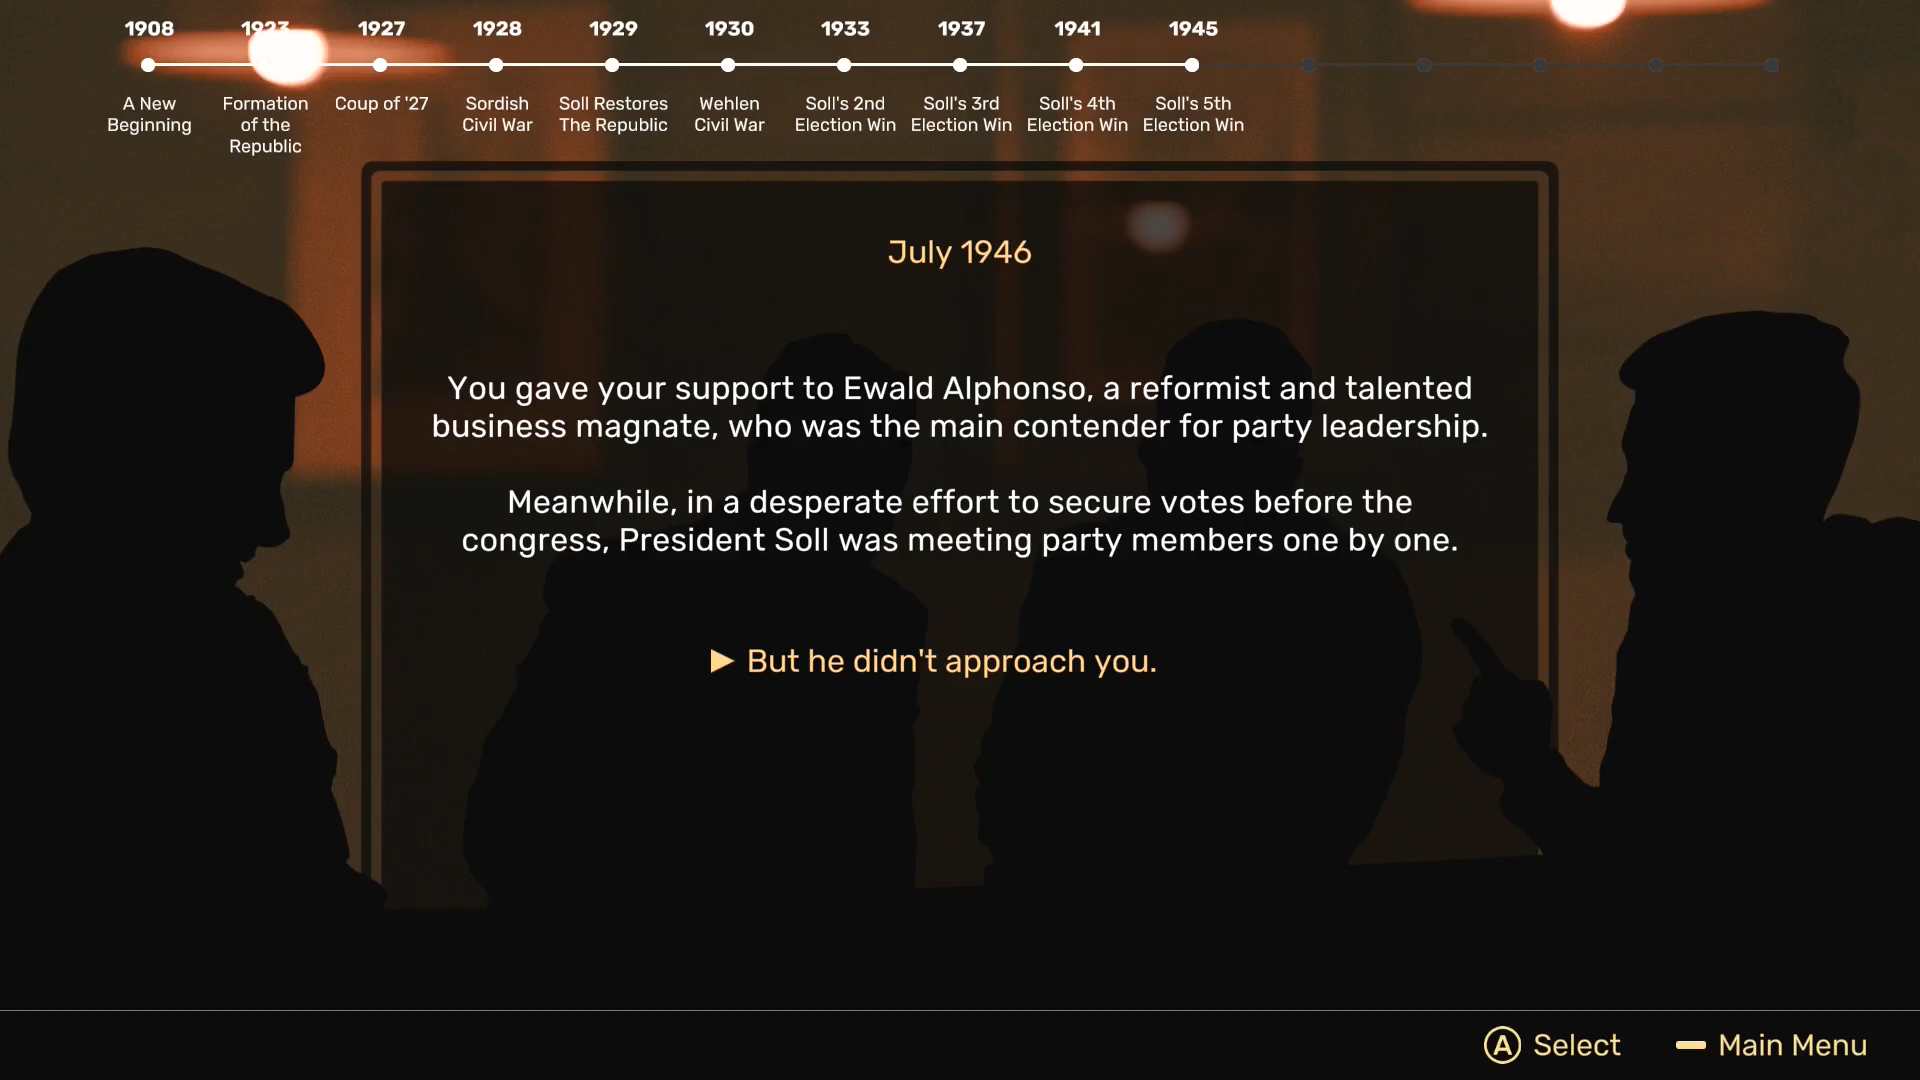 1908 1923 1927 1928 1929 1930 1933 1937 1941 1945
A New
Beginning
Formation
of the
Republic
Coup of '27
Sordish
Civil War
Soll Restores
The Republic
Wehlen
Civil War
Soll's 2nd
Election Win
Soll's 3rd
Election Win
Soll's 4th
Election Win
Soll's 5th
Election Win
July 1946
You gave your support to Ewald Alphonso, a reformist and talented
business magnate, who was the main contender for party leadership.
Meanwhile, in a desperate effort to secure votes before the
congress, President Soll was meeting party members one by one.
But he didn't approach you.
A Select
Main Menu